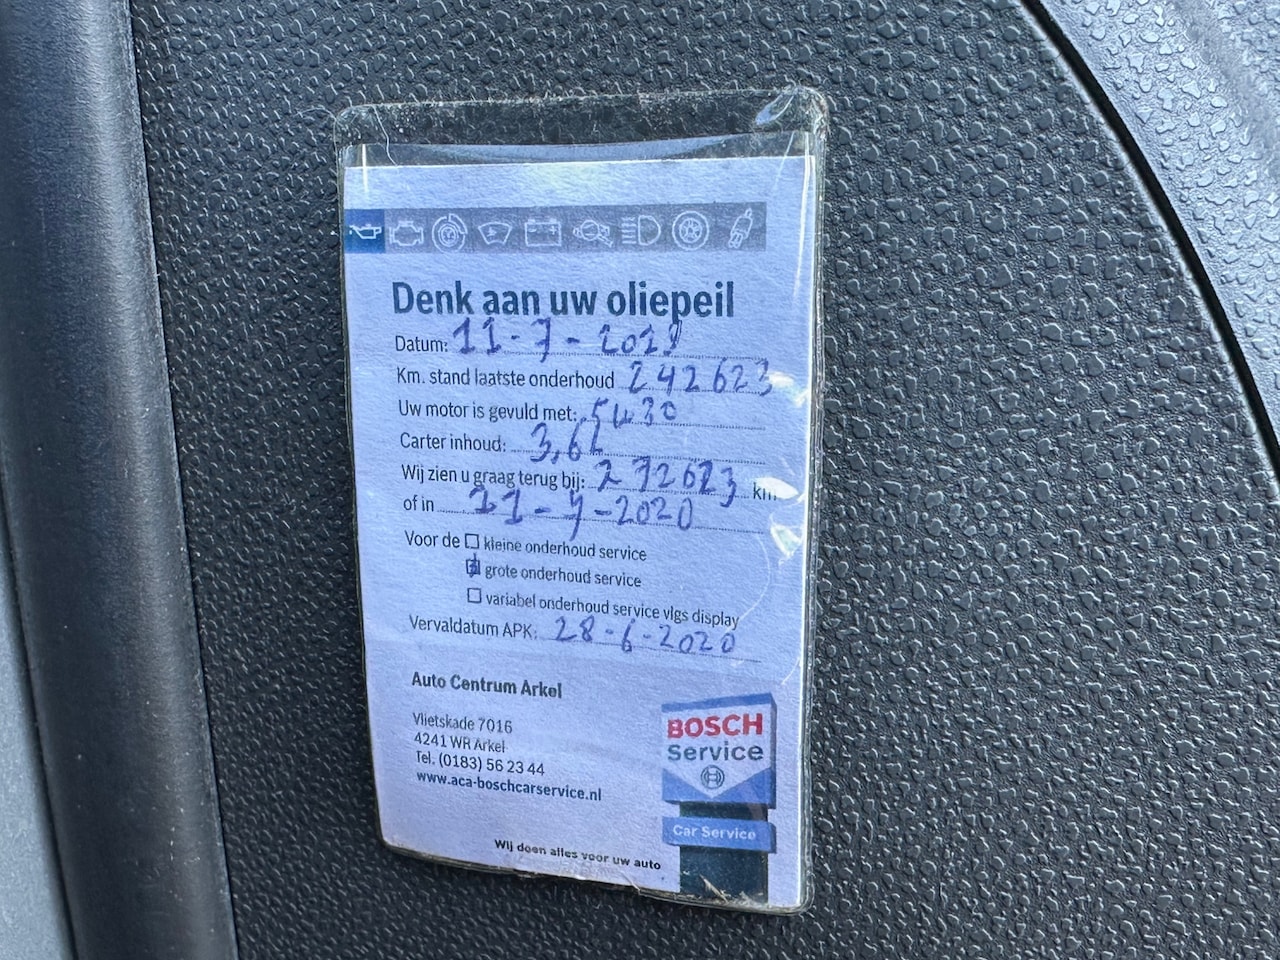 Denk aan uw oliepeil
Datum: 11-7-2019
Km. stand laatste onderhoud 242623
Uw motor is gevuld met: 5W30
Carter inhoud: 3,6L
Wij zien u graag terug bij: 272623 km
of in 11-7-2020
Voor de kleine onderhoud service
grote onderhoud service
variabel onderhoud service vlgs display
Vervaldatum APK: 28-6-2020
Auto Centrum Arkel
Vlietskade 7016
4241 WR Arkel
Tel. (0183) 56 23 44
www.aca-boschcarservice.nl
BOSCH
Service
Car Service
Wij doen alles voor uw auto